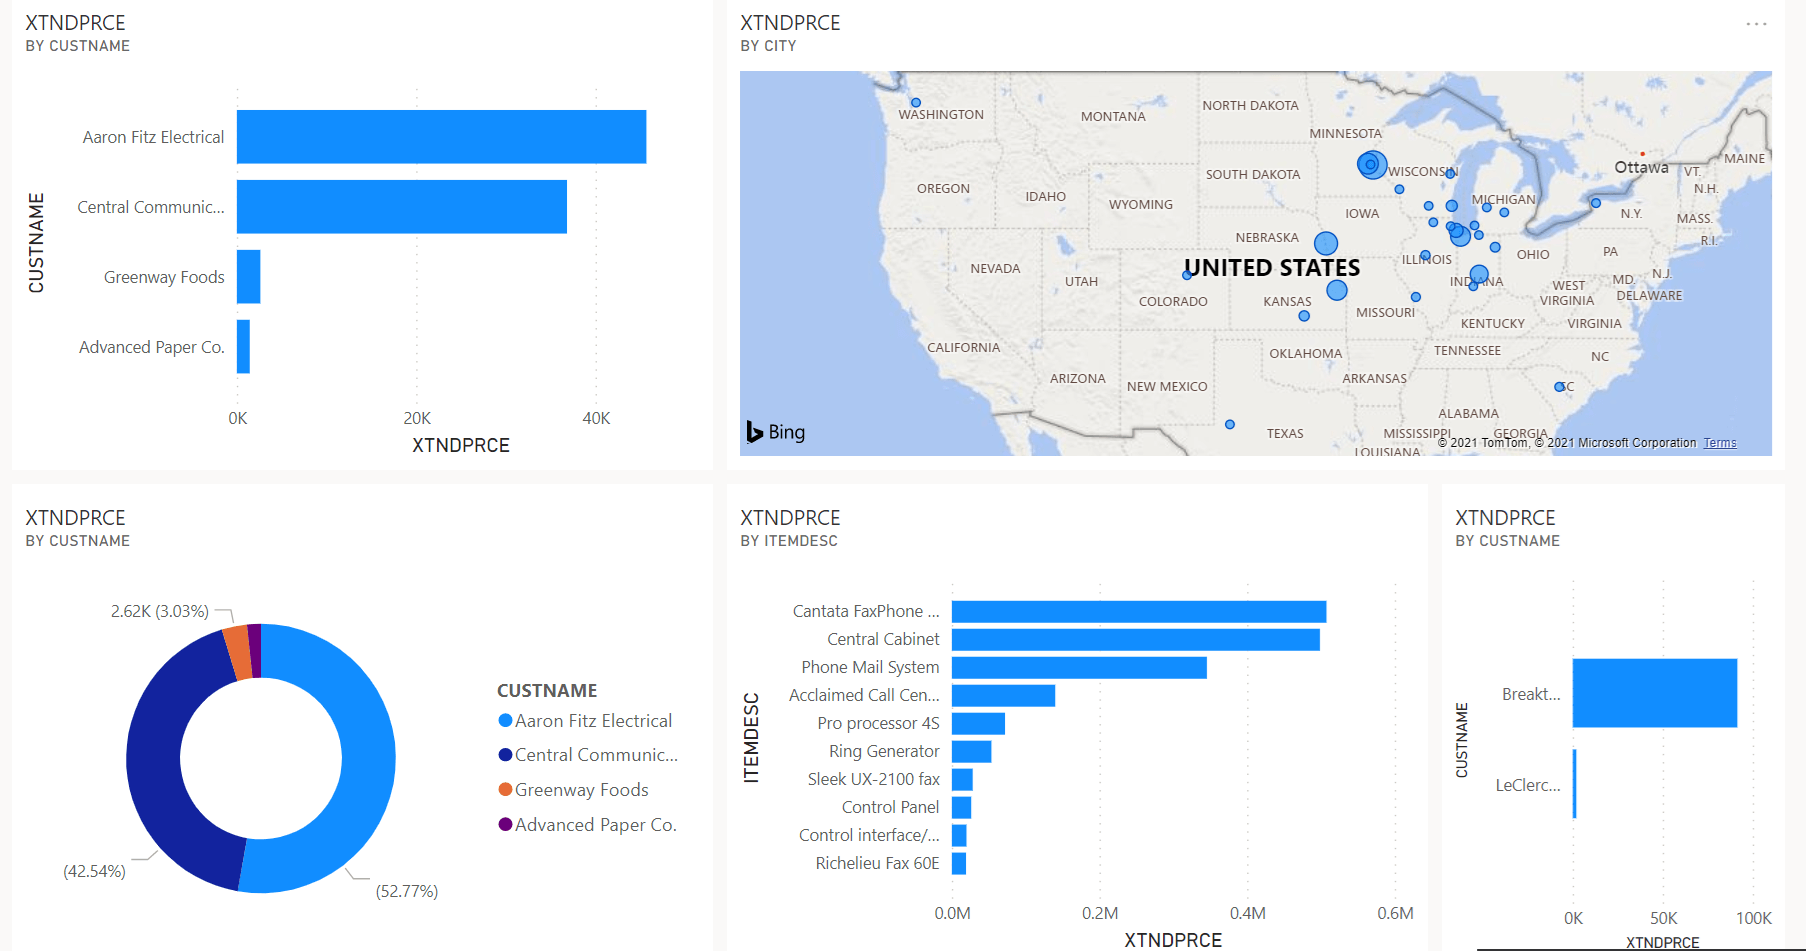 XTNDPRCE
BY CUSTNAME
CUSTNAME
Aaron Fitz Electrical
Central Communic...
Greenway Foods
Advanced Paper Co.
0K 20K 40K
XTNDPRCE
XTNDPRCE
BY CITY
...
WASHINGTON
MONTANA
NORTH DAKOTA
MINNESOTA
OREGON
IDAHO
WYOMING
SOUTH DAKOTA
WISCONSIN
MICHIGAN
Ottawa
VT.
MAINE
N.H.
N.Y.
MASS.
R.I.
IOWA
NEBRASKA
UNITED STATES
ILLINOIS
INDIANA
OHIO
PA
N.J.
MD.
DELAWARE
WEST
VIRGINIA
NEVADA
UTAH
COLORADO
KANSAS
MISSOURI
KENTUCKY
VIRGINIA
CALIFORNIA
ARIZONA
NEW MEXICO
OKLAHOMA
ARKANSAS
TENNESSEE
NC
SC
TEXAS
MISSISSIPPI
ALABAMA
GEORGIA
LOUISIANA
Bing
© 2021 TomTom, © 2021 Microsoft Corporation Terms
XTNDPRCE
BY CUSTNAME
2.62K (3.03%)
(42.54%)
(52.77%)
CUSTNAME
Aaron Fitz Electrical
Central Communic...
Greenway Foods
Advanced Paper Co.
XTNDPRCE
BY ITEMDESC
ITEMDESC
Cantata FaxPhone ...
Central Cabinet
Phone Mail System
Acclaimed Call Cen...
Pro processor 4S
Ring Generator
Sleek UX-2100 fax
Control Panel
Control interface/...
Richelieu Fax 60E
0.0M 0.2M 0.4M 0.6M
XTNDPRCE
XTNDPRCE
BY CUSTNAME
CUSTNAME
Breakt...
LeClerc...
0K 50K 100K
XTNDPRCE